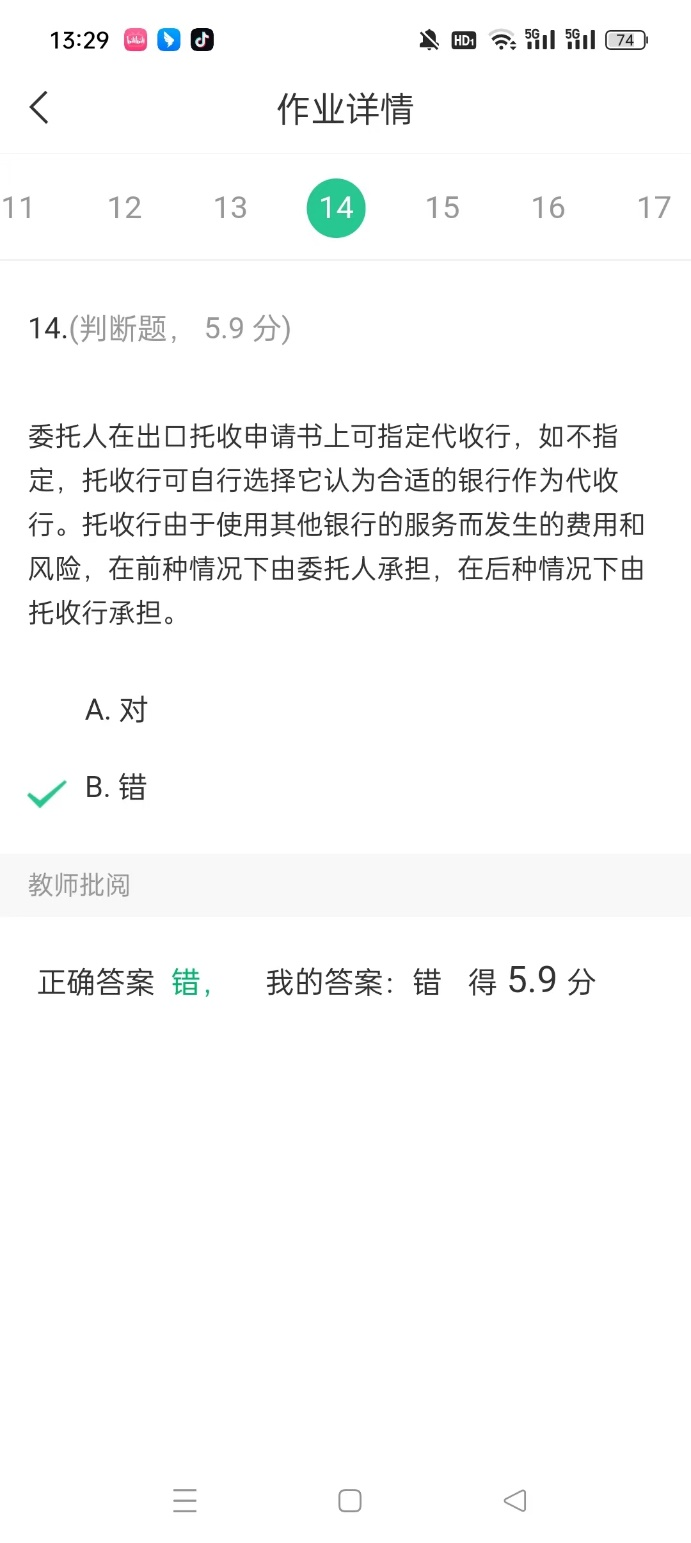 13:29
HD1 5G 5G 74
作业详情
11 12 13 14 15 16 17
14.(判断题， 5.9 分)
委托人在出口托收申请书上可指定代收行，如不指
定，托收行可自行选择它认为合适的银行作为代收
行。托收行由于使用其他银行的服务而发生的费用和
风险，在前种情况下由委托人承担，在后种情况下由
托收行承担。
A. 对
B. 错
教师批阅
正确答案 错， 我的答案：错 得 5.9 分